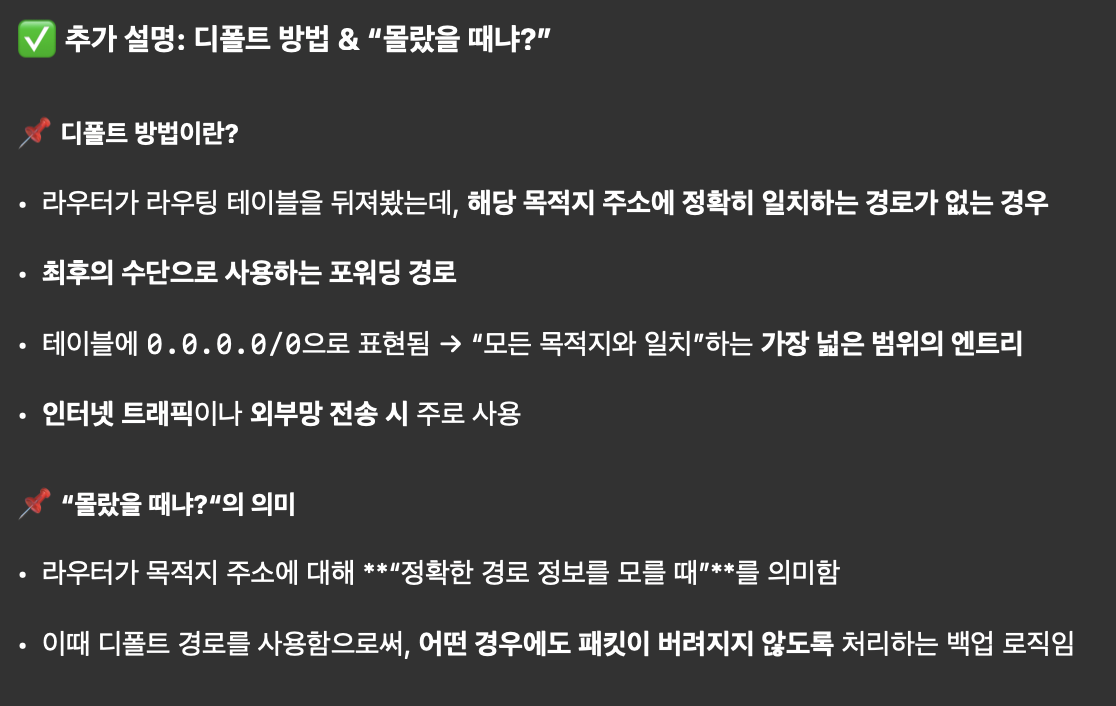 ✅ 추가 설명: 디폴트 방법 & “몰랐을 때냐?”
📌 디폴트 방법이란?
• 라우터가 라우팅 테이블을 뒤져봤는데, 해당 목적지 주소에 정확히 일치하는 경로가 없는 경우
• 최후의 수단으로 사용하는 포워딩 경로
• 테이블에 0.0.0.0/0으로 표현됨 → “모든 목적지와 일치”하는 가장 넓은 범위의 엔트리
• 인터넷 트래픽이나 외부망 전송 시 주로 사용
📌 “몰랐을 때냐?“의 의미
• 라우터가 목적지 주소에 대해 **“정확한 경로 정보를 모를 때”**를 의미함
• 이때 디폴트 경로를 사용함으로써, 어떤 경우에도 패킷이 버려지지 않도록 처리하는 백업 로직임